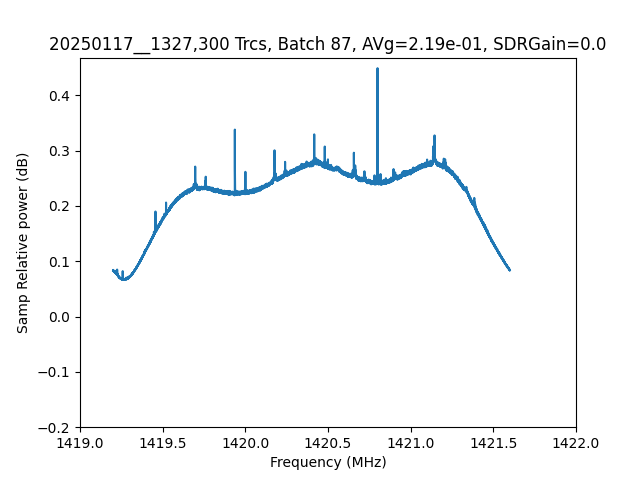 20250117__1327,300 Trcs, Batch 87, AVg=2.19e-01, SDRGain=0.0
Samp Relative power (dB)
0.4
0.3
0.2
0.1
0.0
−0.1
−0.2
1419.0 1419.5 1420.0 1420.5 1421.0 1421.5 1422.0
Frequency (MHz)